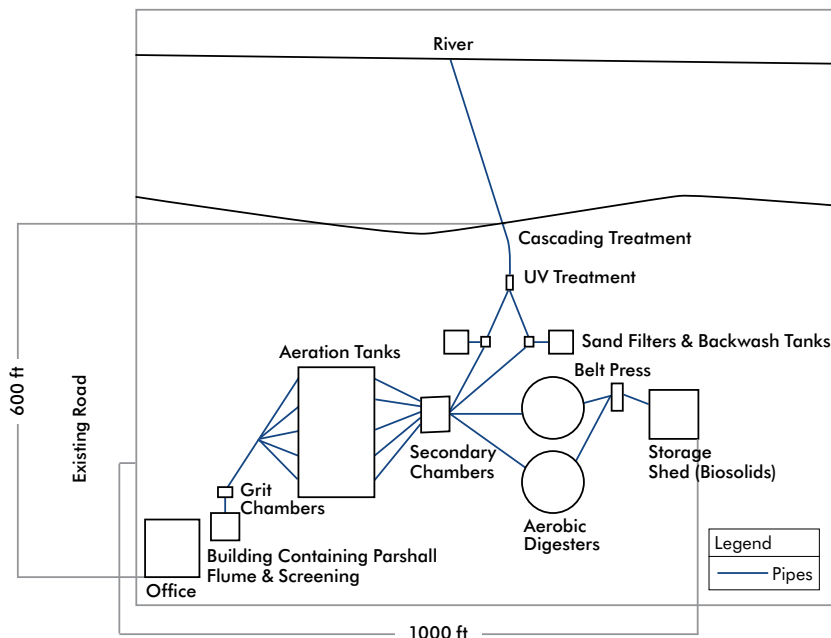 River
Cascading Treatment
UV Treatment
Sand Filters & Backwash Tanks
Aeration Tanks
Belt Press
600 ft
Existing Road
Secondary
Chambers
Storage
Shed (Biosolids)
Grit
Chambers
Aerobic
Digesters
Building Containing Parshall
Flume & Screening
Office
Legend
Pipes
1000 ft